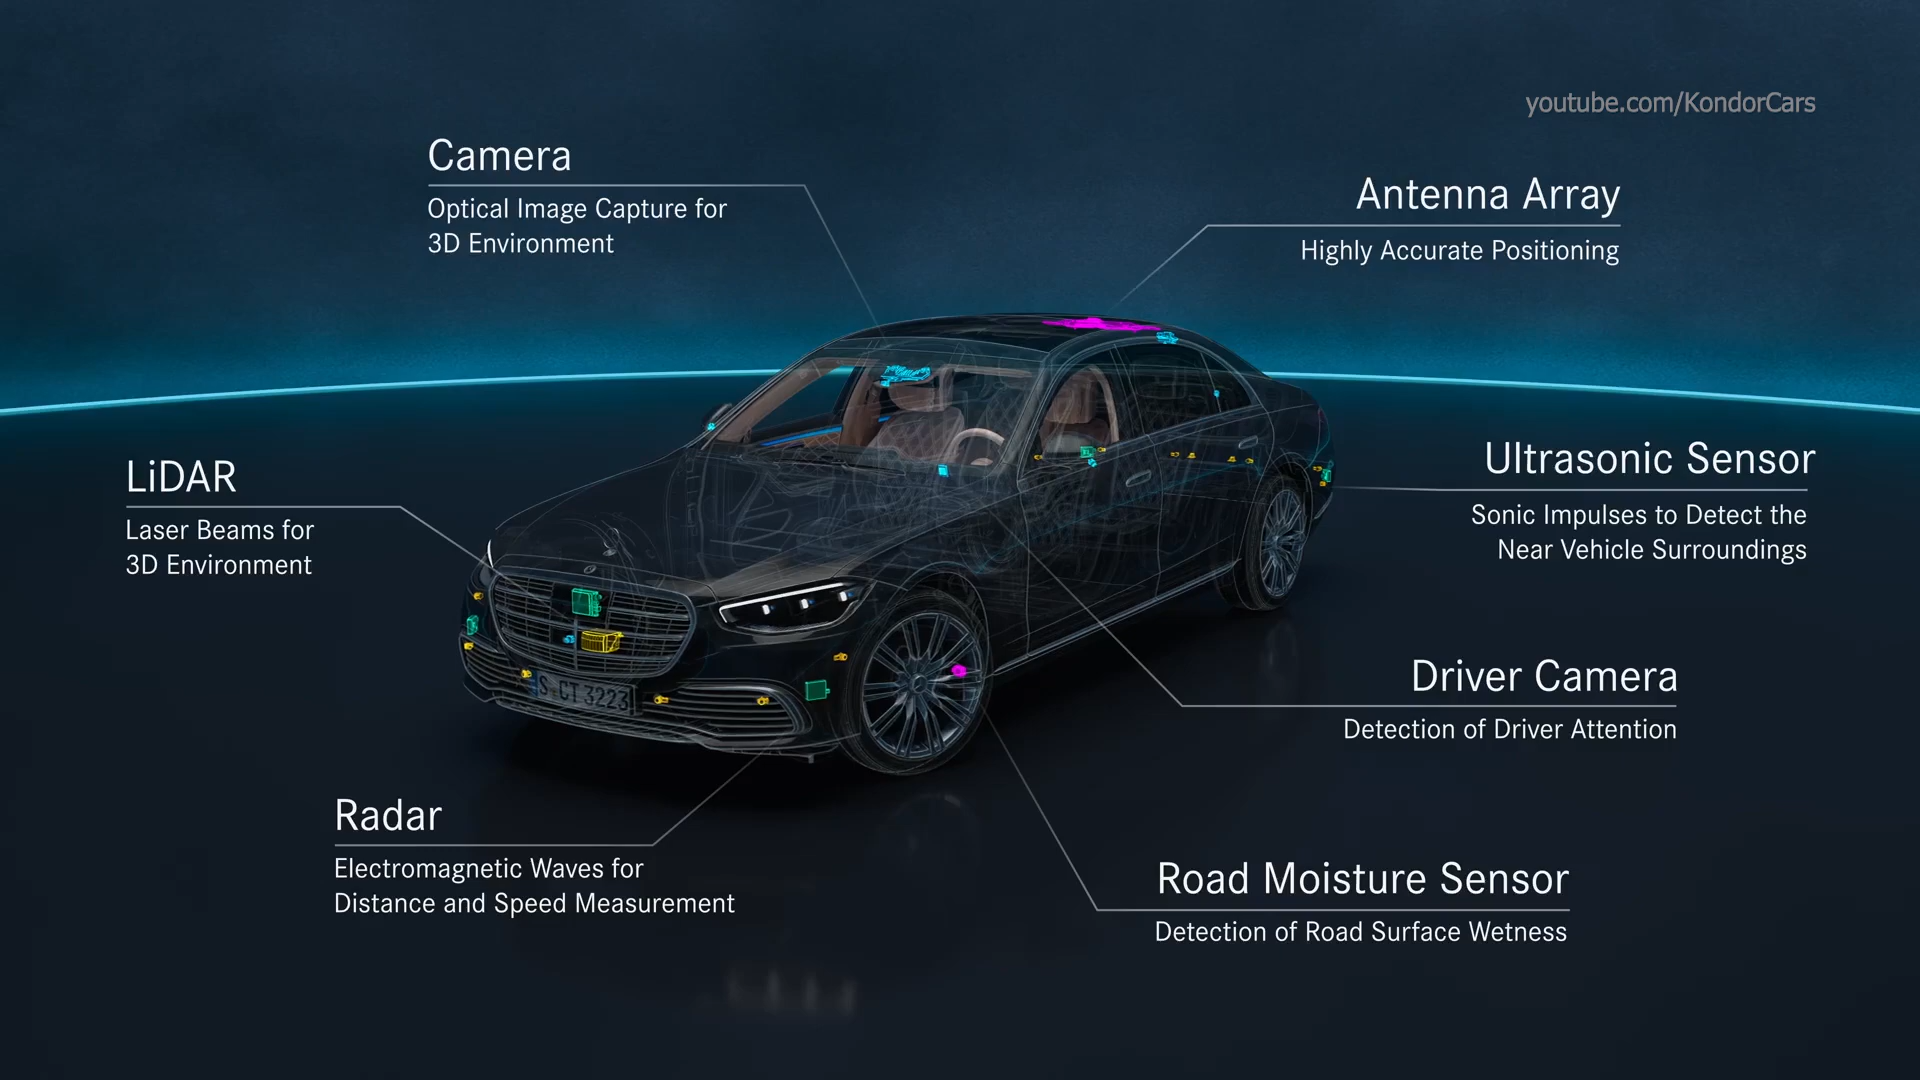 youtube.com/KondorCars
Camera
Optical Image Capture for
3D Environment
Antenna Array
Highly Accurate Positioning
LiDAR
Laser Beams for
3D Environment
Ultrasonic Sensor
Sonic Impulses to Detect the
Near Vehicle Surroundings
S CT 3223
Driver Camera
Detection of Driver Attention
Radar
Electromagnetic Waves for
Distance and Speed Measurement
Road Moisture Sensor
Detection of Road Surface Wetness